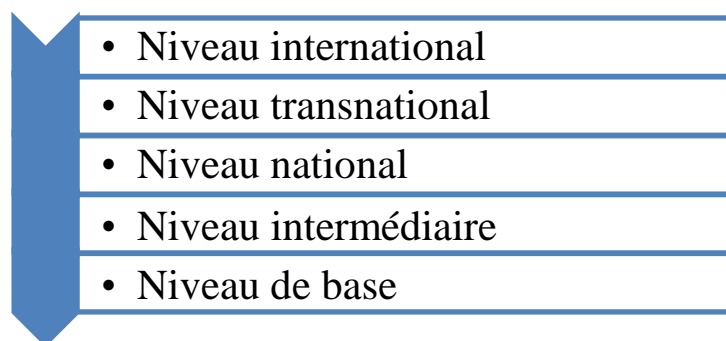 • Niveau international
• Niveau transnational
• Niveau national
• Niveau intermédiaire
• Niveau de base